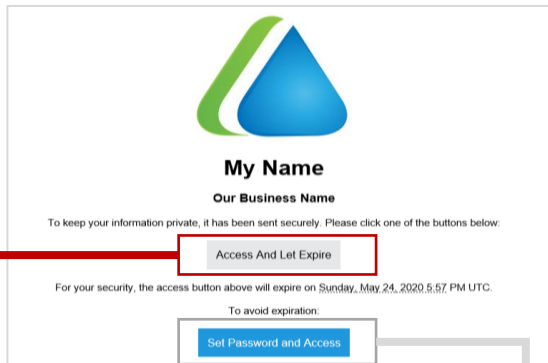 My Name
Our Business Name
To keep your information private, it has been sent securely. Please click one of the buttons below:
Access And Let Expire
For your security, the access button above will expire on Sunday, May 24, 2020 5:57 PM UTC.
To avoid expiration:
Set Password and Access